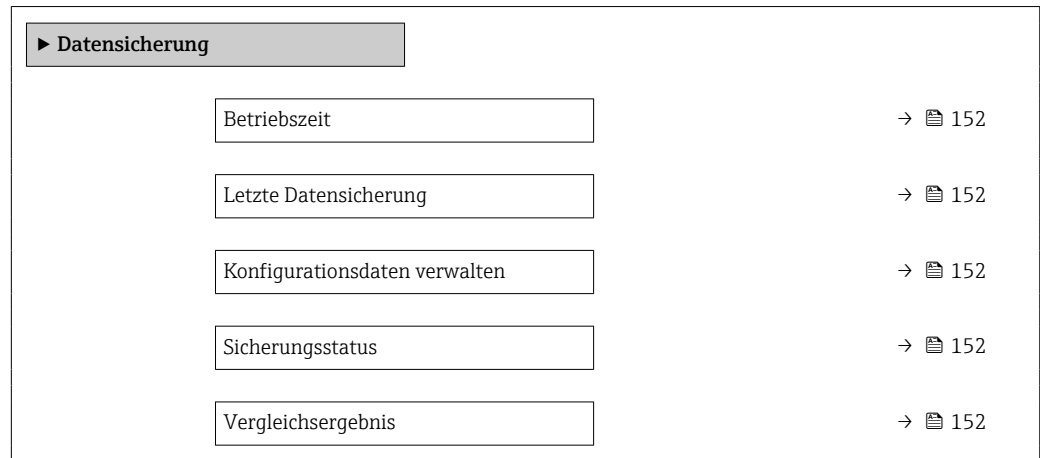 ▶ Datensicherung
Betriebszeit → 🖹 152
Letzte Datensicherung → 🖹 152
Konfigurationsdaten verwalten → 🖹 152
Sicherungsstatus → 🖹 152
Vergleichsergebnis → 🖹 152